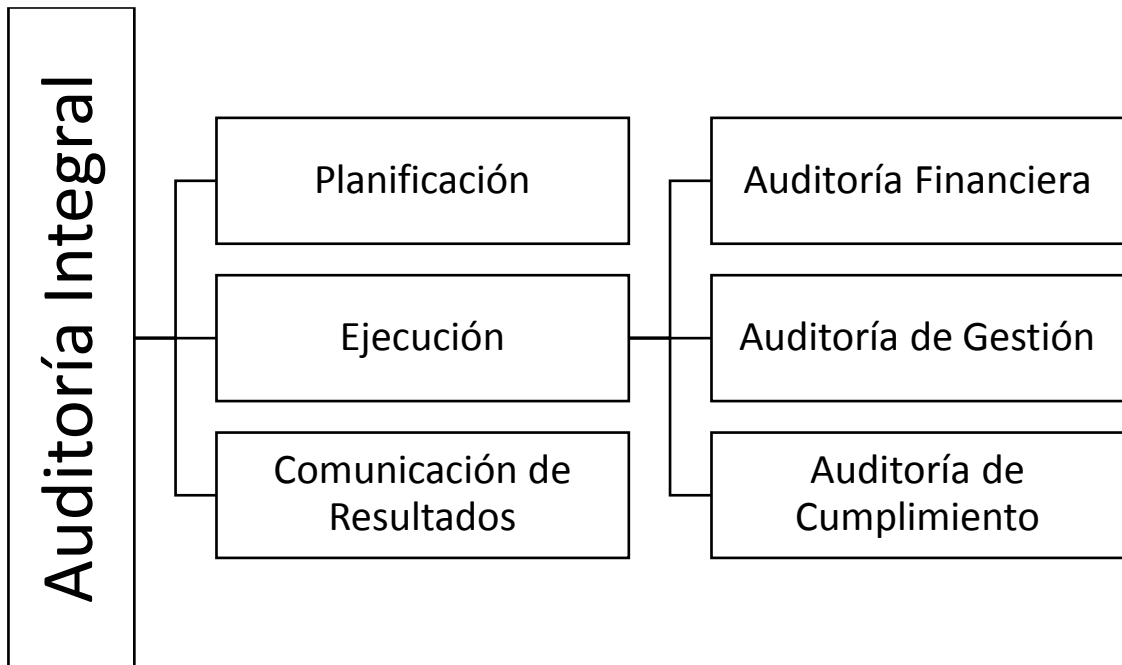 Auditoría Integral
Planificación
Ejecución
Comunicación de
Resultados
Auditoría Financiera
Auditoría de Gestión
Auditoría de
Cumplimiento